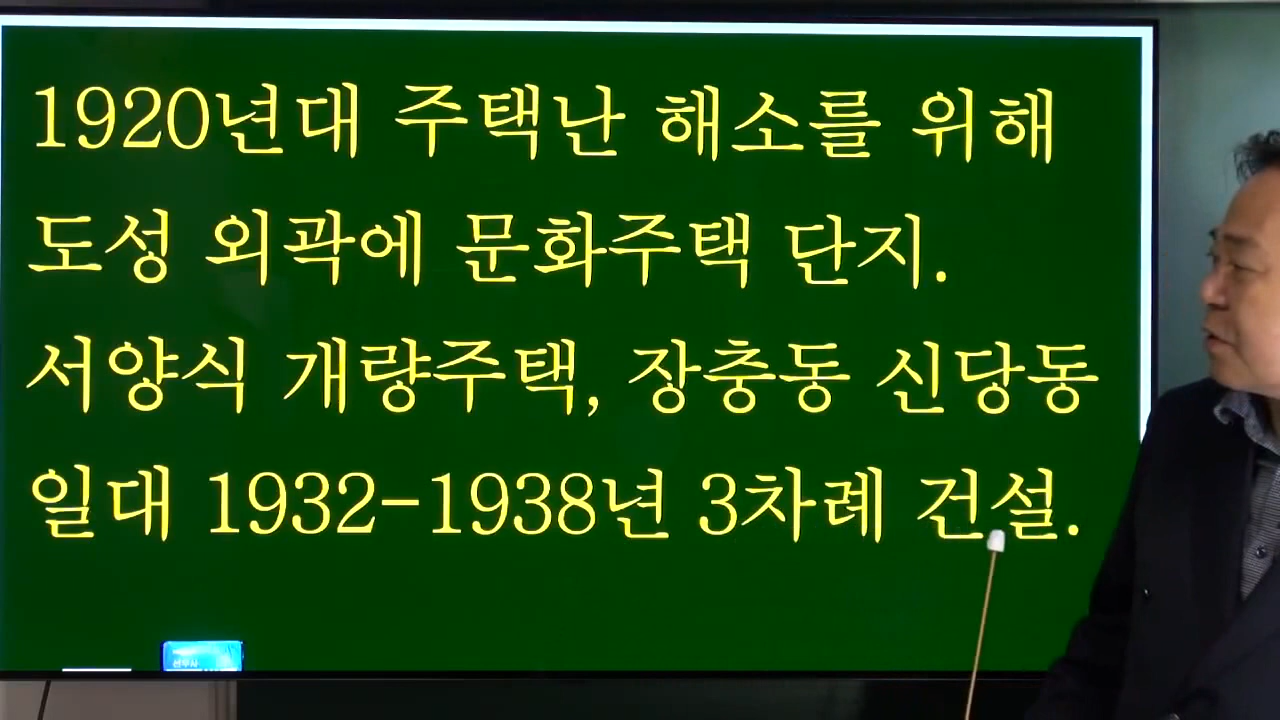 1920년대 주택난 해소를 위해
도성 외곽에 문화주택 단지.
서양식 개량주택, 장충동 신당동
일대 1932-1938년 3차례 건설.